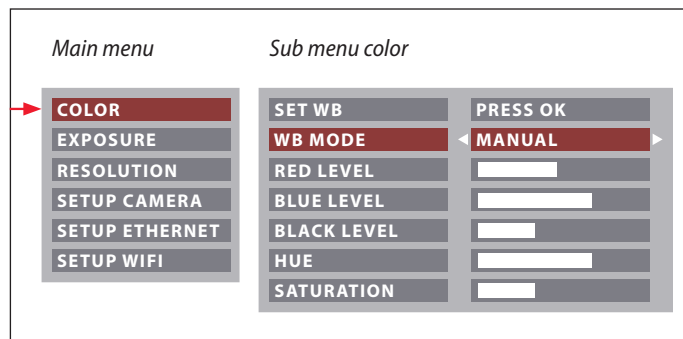 Main menu
Sub menu color
COLOR
EXPOSURE
RESOLUTION
SETUP CAMERA
SETUP ETHERNET
SETUP WIFI
SET WB PRESS OK
WB MODE MANUAL
RED LEVEL
BLUE LEVEL
BLACK LEVEL
HUE
SATURATION